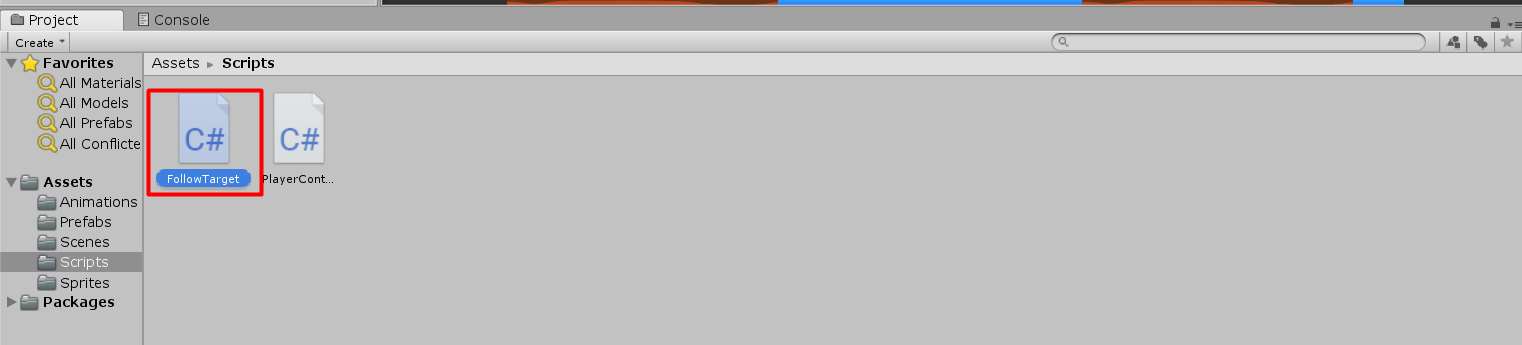 Project
Console
Create
Favorites
Assets
Scripts
All Materials
All Models
All Prefabs
All Conflicte
C#
C#
FollowTarget
PlayerCont...
Assets
Animations
Prefabs
Scenes
Scripts
Sprites
Packages